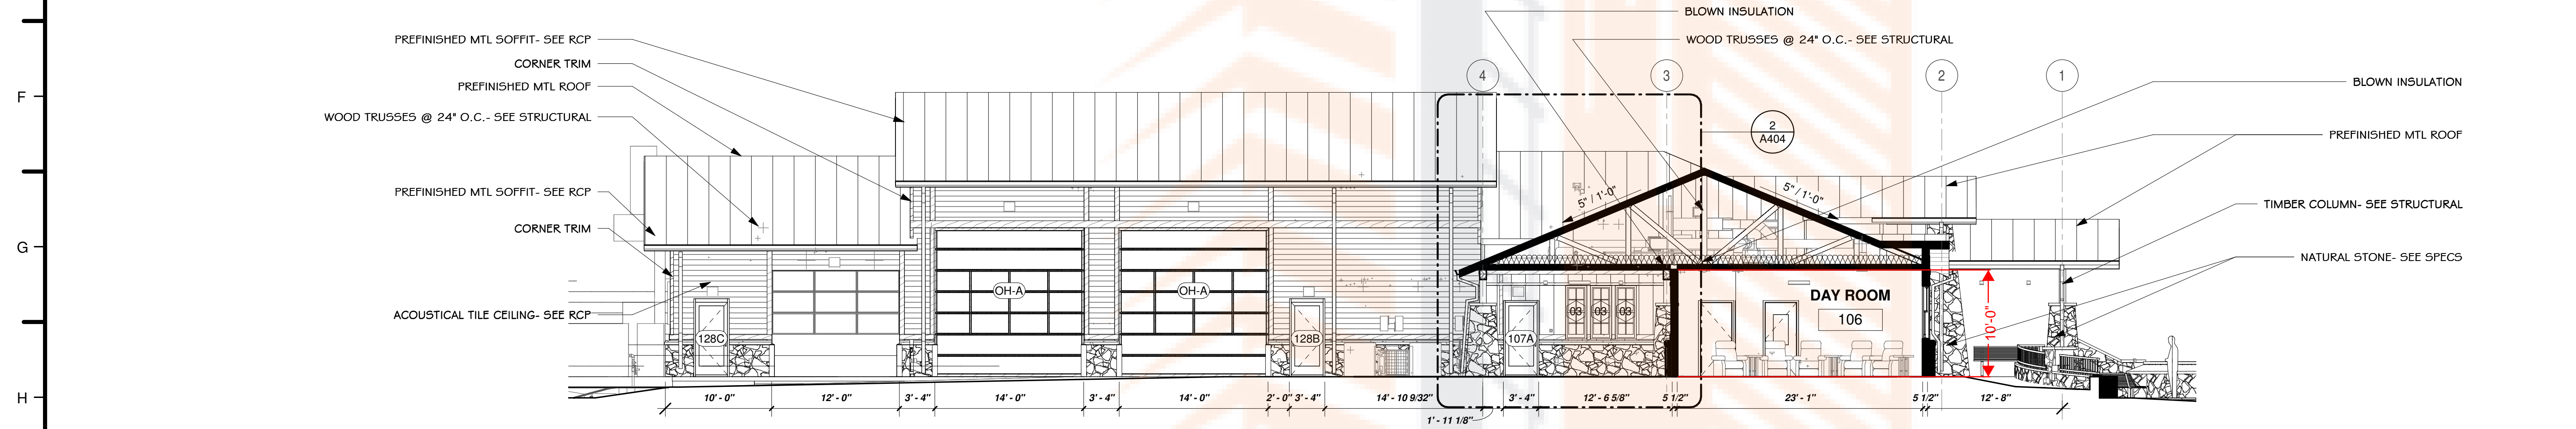 BLOWN INSULATION
PREFINISHED MTL SOFFIT- SEE RCP
WOOD TRUSSES @ 24" O.C.- SEE STRUCTURAL
CORNER TRIM
4
3
2
1
PREFINISHED MTL ROOF
BLOWN INSULATION
F
WOOD TRUSSES @ 24" O.C.- SEE STRUCTURAL
2
A404
PREFINISHED MTL ROOF
PREFINISHED MTL SOFFIT- SEE RCP
5" / 1'-0"
5" / 1'-0"
TIMBER COLUMN- SEE STRUCTURAL
CORNER TRIM
G
NATURAL STONE- SEE SPECS
OH-A
OH-A
DAY ROOM
106
03
03
03
10'-0"
ACOUSTICAL TILE CEILING- SEE RCP
128C
128B
107A
H
10' - 0"
12' - 0"
3' - 4"
14' - 0"
3' - 4"
14' - 0"
2' - 0"
3' - 4"
14' - 10 9/32"
3' - 4"
12' - 6 5/8"
5 1/2"
23' - 1"
5 1/2"
12' - 8"
1' - 11 1/8"